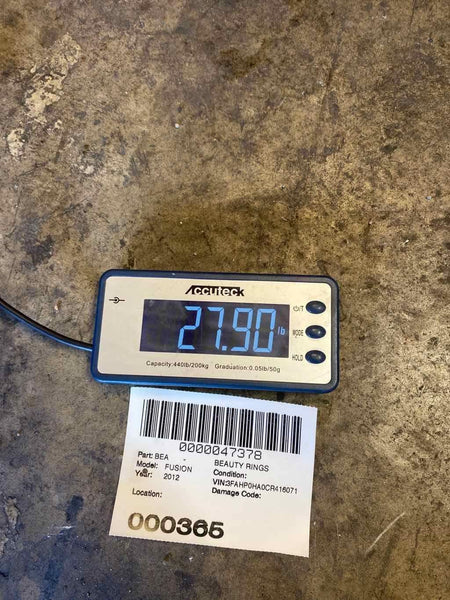 Accuteck
27.90 lb
⏻/T
MODE
HOLD
Capacity:440lb/200kg Graduation:0.05lb/50g
0000047378
Part: BEA - BEAUTY RINGS
Model: FUSION Condition:
Year: 2012 VIN:3FAHP0HA0CR416071
Location: Damage Code:
000365